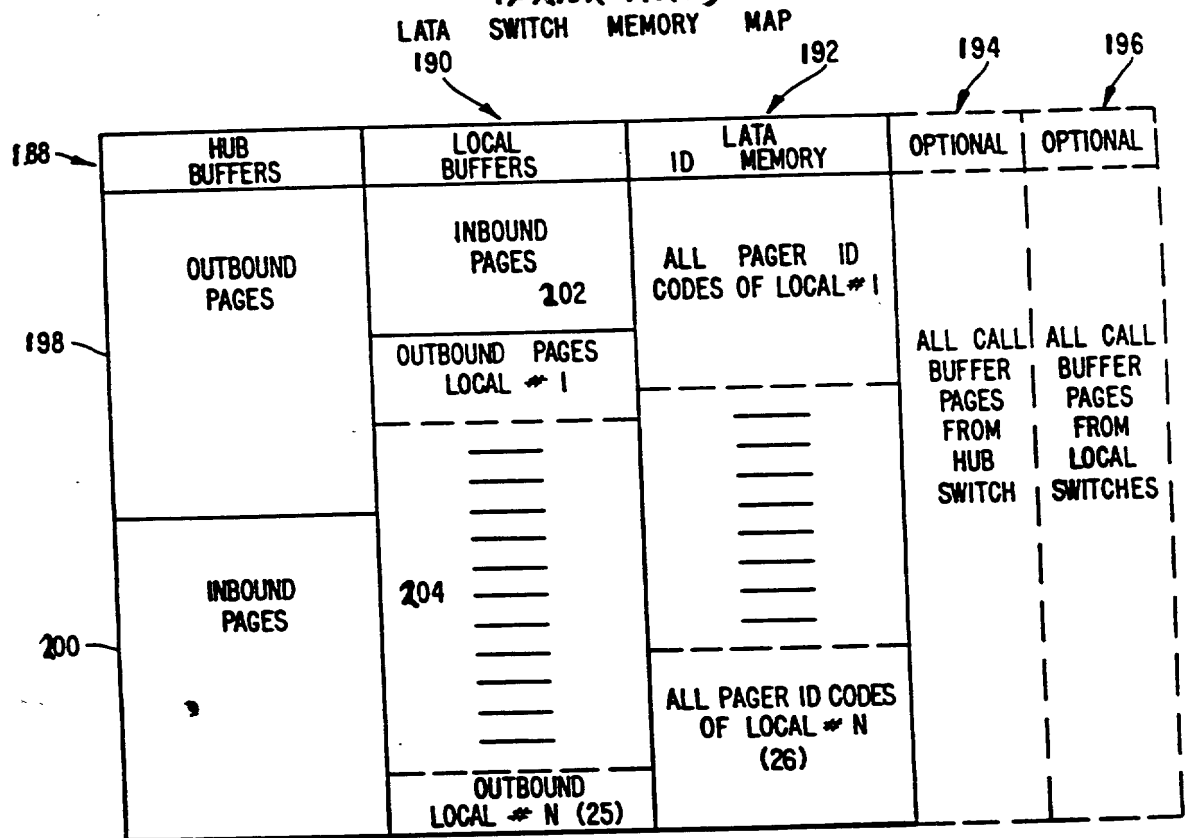 LATA SWITCH MEMORY MAP
190
192
194
196
188
HUB
BUFFERS
LOCAL
BUFFERS
LATA
ID MEMORY
OPTIONAL
OPTIONAL
OUTBOUND
PAGES
198
INBOUND
PAGES
200
INBOUND
PAGES
202
OUTBOUND PAGES
LOCAL # 1
204
OUTBOUND
LOCAL # N (25)
ALL PAGER ID
CODES OF LOCAL # 1
ALL PAGER ID CODES
OF LOCAL # N
(26)
ALL CALL
BUFFER
PAGES
FROM
HUB
SWITCH
ALL CALL
BUFFER
PAGES
FROM
LOCAL
SWITCHES